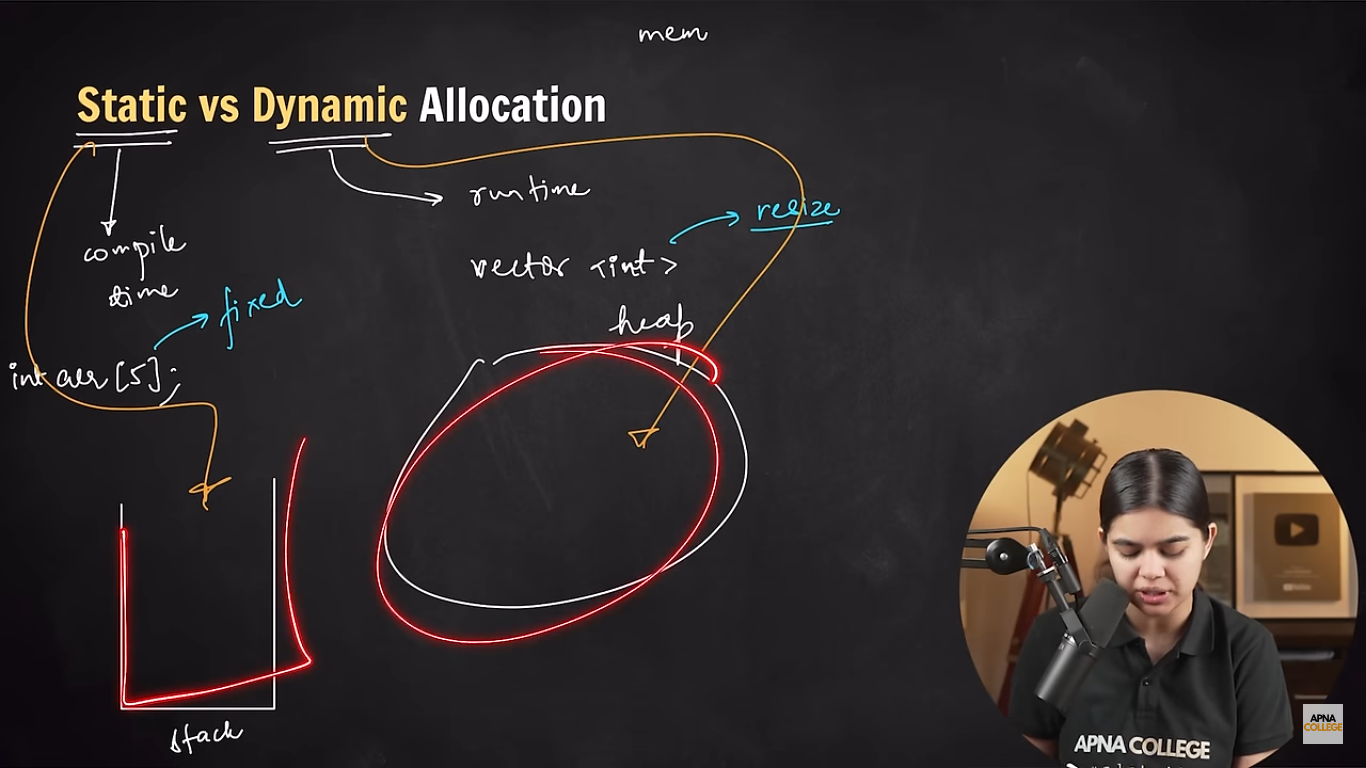 mem
Static vs Dynamic Allocation
runtime
resize
compile
time
vector <int>
fixed
heap
int arr [5];
stack
APNA
COLLEGE
APNA COLLEGE